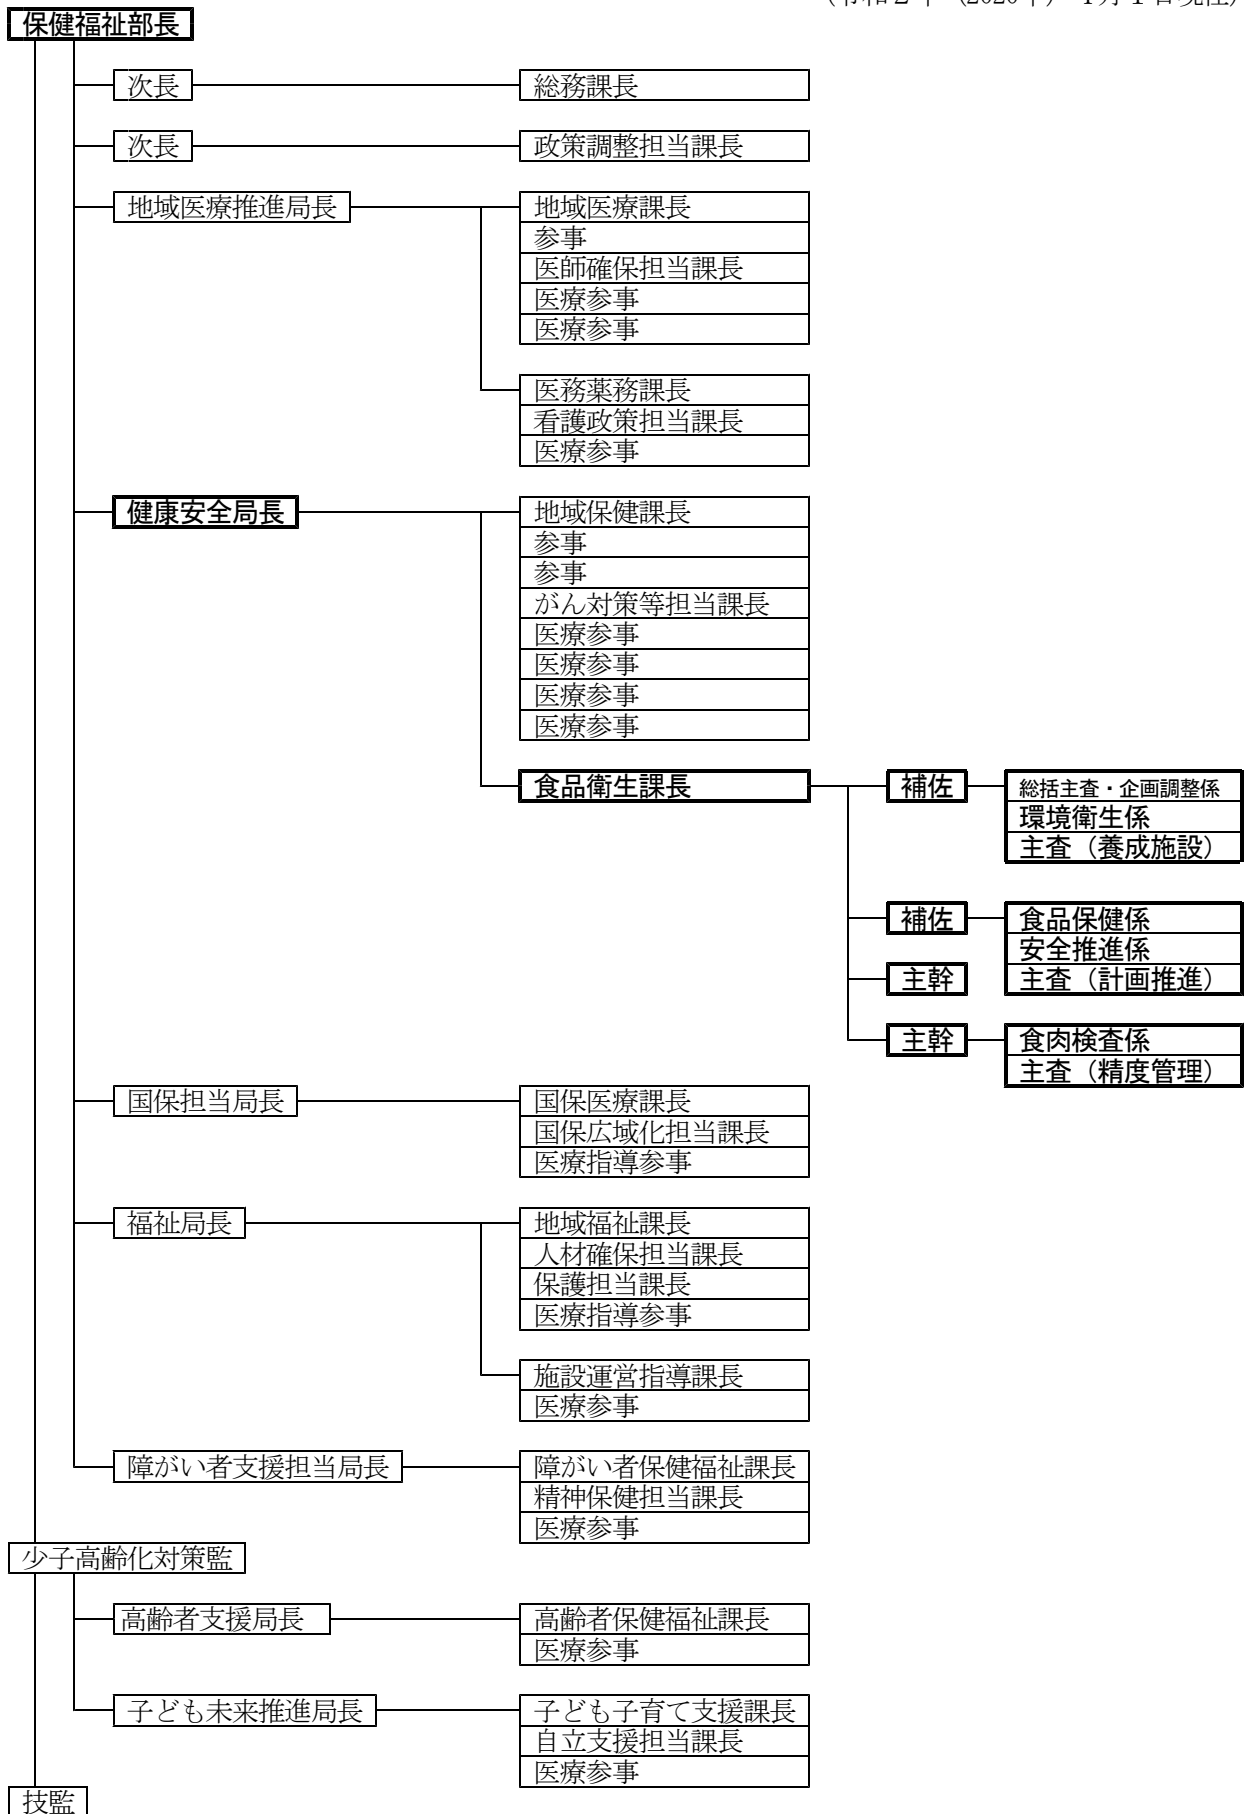 保健福祉部長
次長
総務課長
次長
政策調整担当課長
地域医療推進局長
地域医療課長
参事
医師確保担当課長
医療参事
医療参事
医務薬務課長
看護政策担当課長
医療参事
健康安全局長
地域保健課長
参事
参事
がん対策等担当課長
医療参事
医療参事
医療参事
医療参事
食品衛生課長
補佐
総括主査・企画調整係
環境衛生係
主査（養成施設）
補佐
食品保健係
安全推進係
主幹
主査（計画推進）
主幹
食肉検査係
主査（精度管理）
国保担当局長
国保医療課長
国保広域化担当課長
医療指導参事
福祉局長
地域福祉課長
人材確保担当課長
保護担当課長
医療指導参事
施設運営指導課長
医療参事
障がい者支援担当局長
障がい者保健福祉課長
精神保健担当課長
医療参事
少子高齢化対策監
高齢者支援局長
高齢者保健福祉課長
医療参事
子ども未来推進局長
子ども子育て支援課長
自立支援担当課長
医療参事
技監